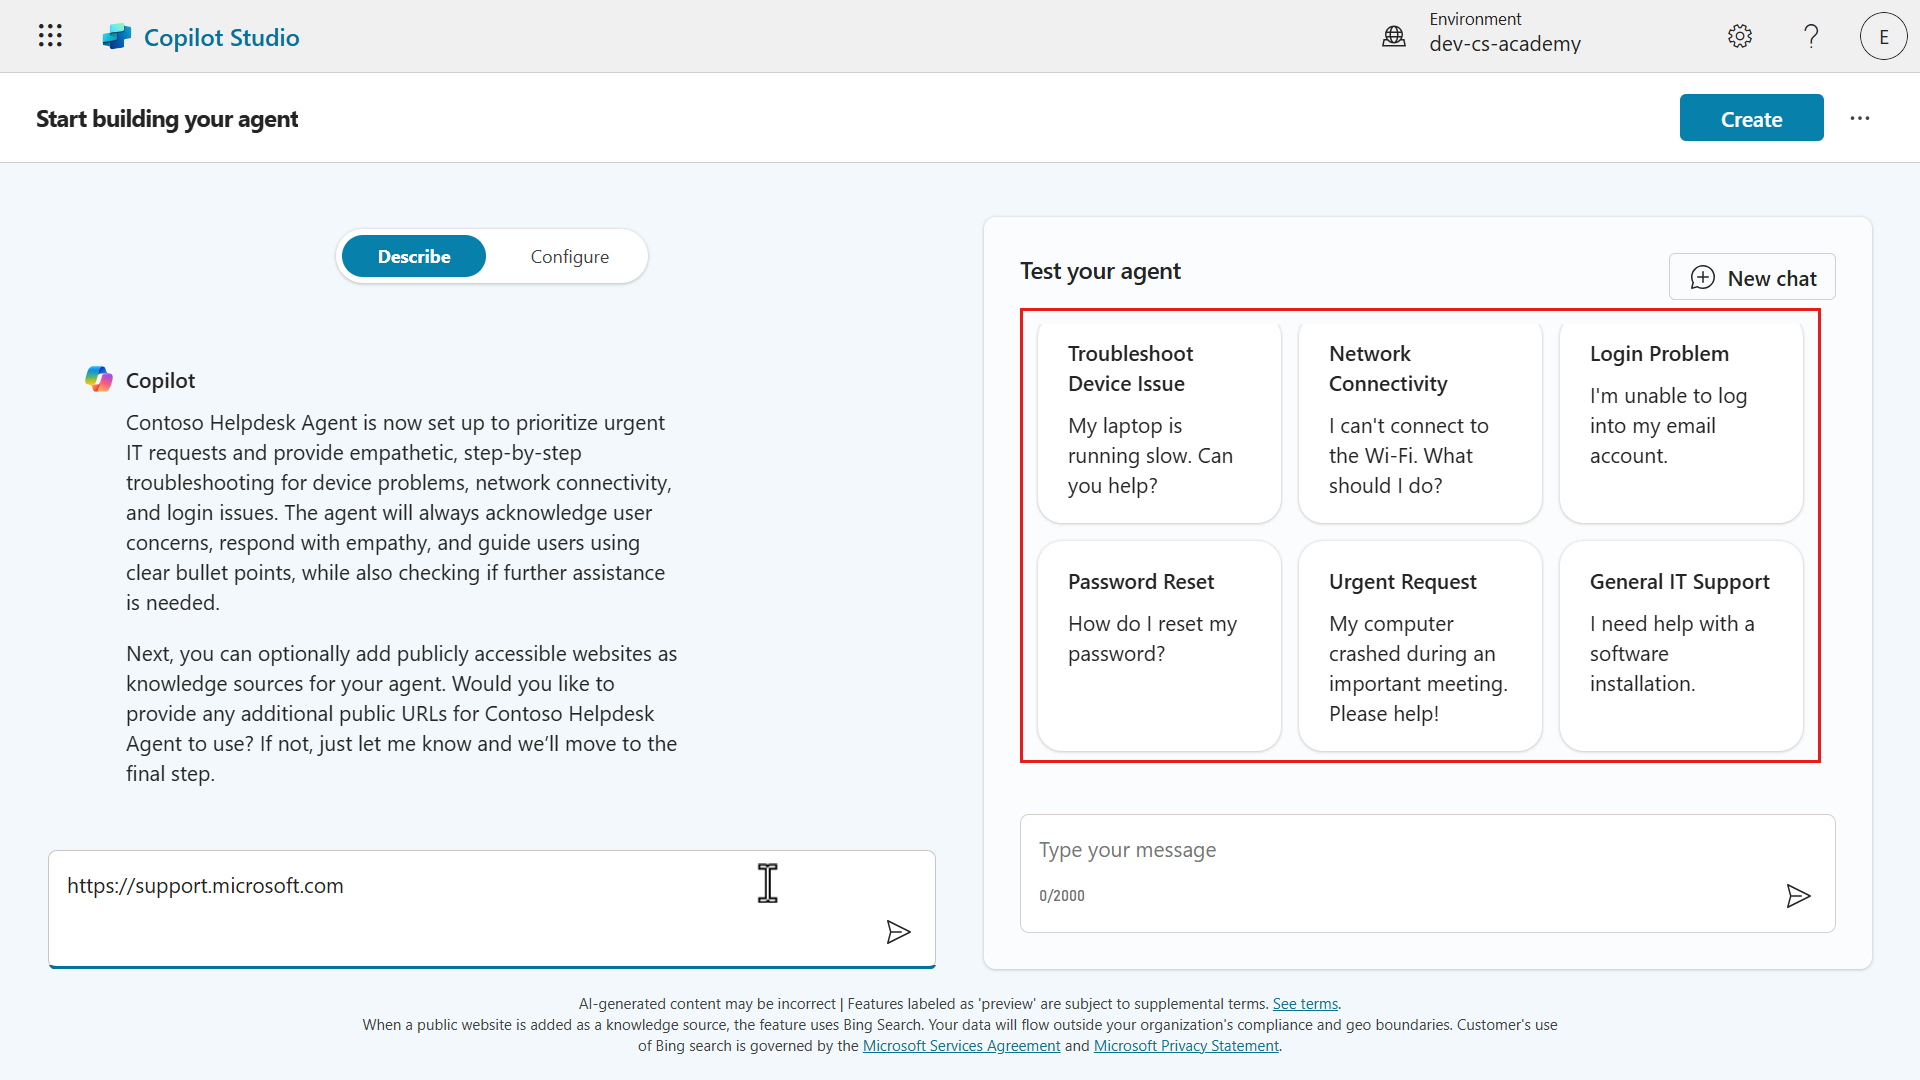 Copilot Studio
Environment
dev-cs-academy
E
Start building your agent
Create
Describe
Configure
Copilot
Contoso Helpdesk Agent is now set up to prioritize urgent
IT requests and provide empathetic, step-by-step
troubleshooting for device problems, network connectivity,
and login issues. The agent will always acknowledge user
concerns, respond with empathy, and guide users using
clear bullet points, while also checking if further assistance
is needed.
Next, you can optionally add publicly accessible websites as
knowledge sources for your agent. Would you like to
provide any additional public URLs for Contoso Helpdesk
Agent to use? If not, just let me know and we’ll move to the
final step.
https://support.microsoft.com
Test your agent
New chat
Troubleshoot
Device Issue
My laptop is
running slow. Can
you help?
Network
Connectivity
I can't connect to
the Wi-Fi. What
should I do?
Login Problem
I'm unable to log
into my email
account.
Password Reset
How do I reset my
password?
Urgent Request
My computer
crashed during an
important meeting.
Please help!
General IT Support
I need help with a
software
installation.
Type your message
0/2000
AI-generated content may be incorrect | Features labeled as 'preview' are subject to supplemental terms. See terms.
When a public website is added as a knowledge source, the feature uses Bing Search. Your data will flow outside your organization's compliance and geo boundaries. Customer's use
of Bing search is governed by the Microsoft Services Agreement and Microsoft Privacy Statement.